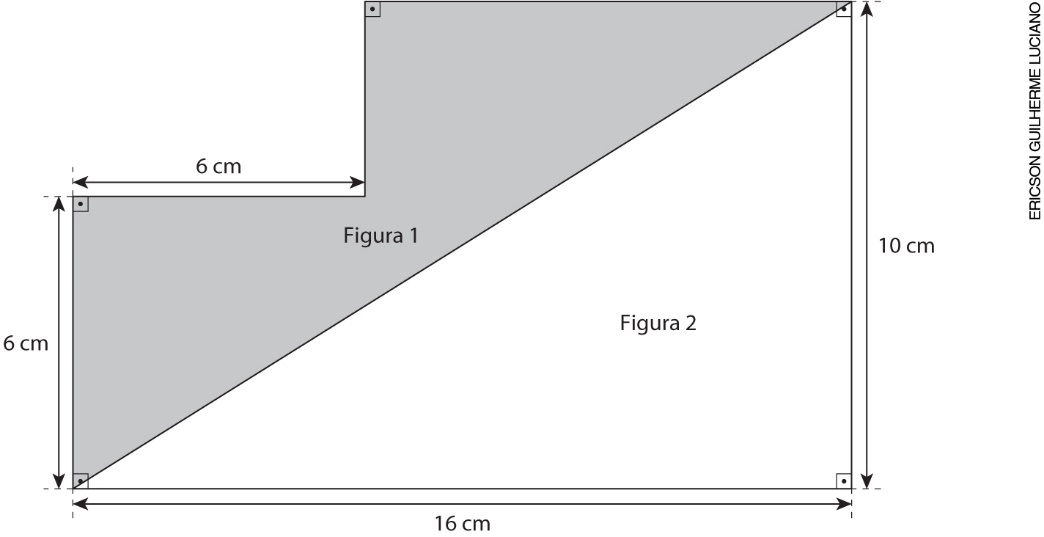 6 cm
Figura 1
10 cm
Figura 2
6 cm
16 cm
ERICSON GUILHERME LUCIANO